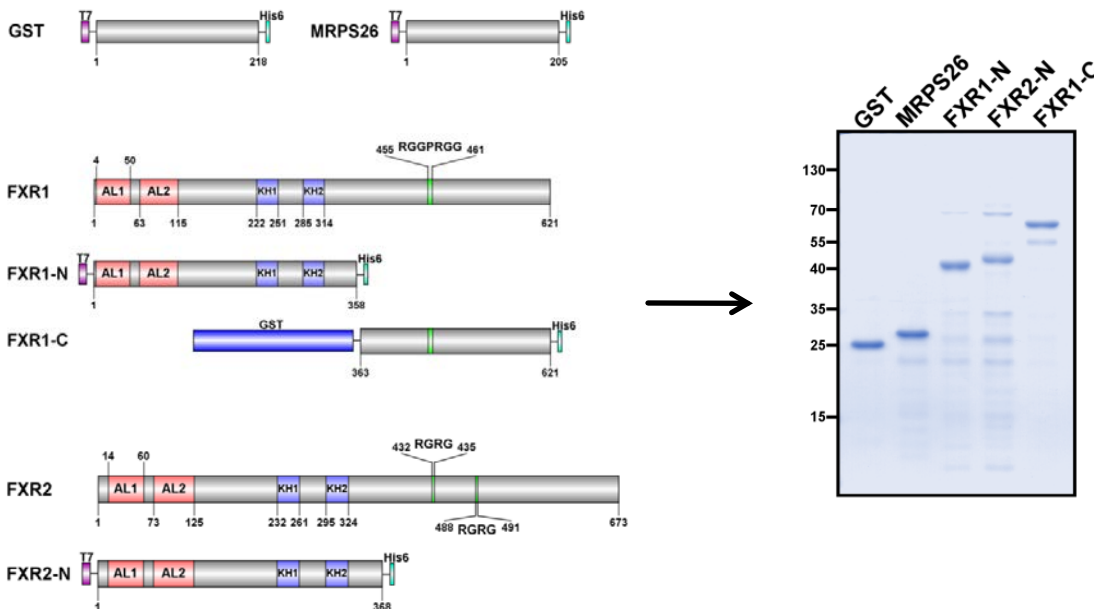 T7 His6 T7 His6
GST MRPS26
1 218 1 205
455 RGGPRGG 461
4 50
FXR1 AL1 AL2 KH1 KH2
1 63 115 222 251 285 314 621
T7 His6
FXR1-N AL1 AL2 KH1 KH2
1 358
GST His6
FXR1-C
363 621
432 RGRG 435
14 60
FXR2 AL1 AL2 KH1 KH2
1 73 125 232 261 295 324 488 RGRG 491 673
T7 His6
FXR2-N AL1 AL2 KH1 KH2
1 368
GST MRPS26 FXR1-N FXR2-N FXR1-C
130
70
55
40
35
25
15